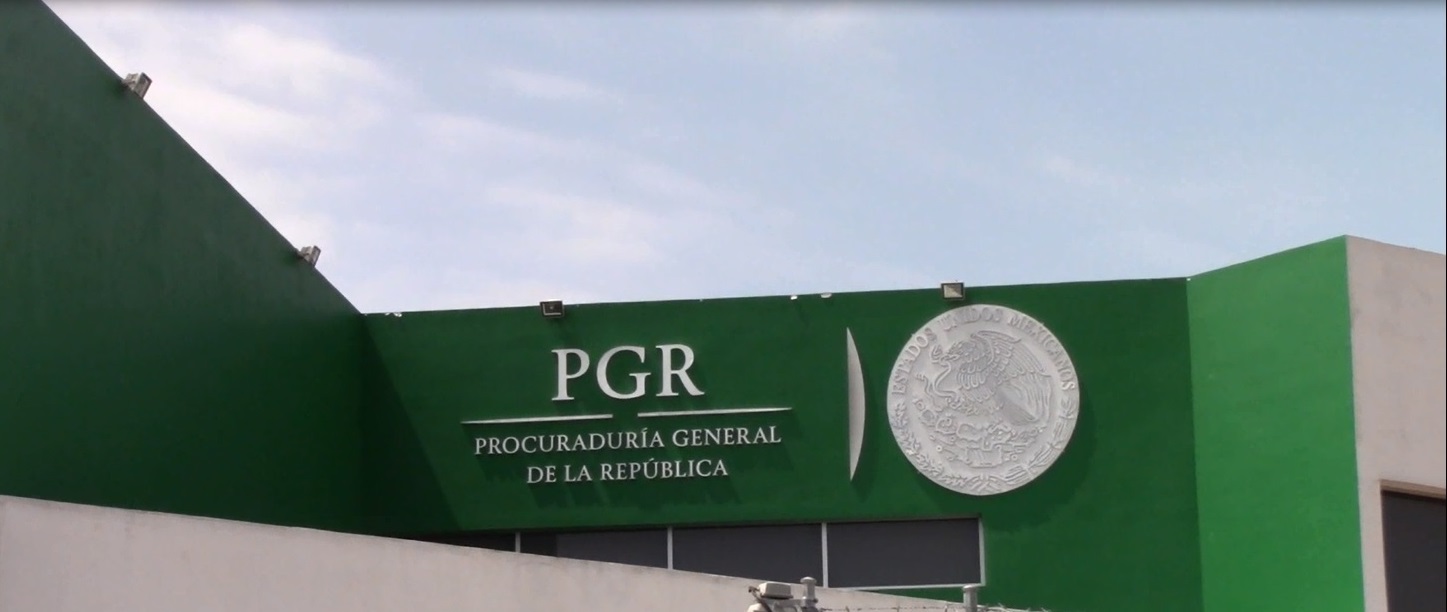 PGR
PROCURADURÍA GENERAL
DE LA REPÚBLICA
ESTADOS UNIDOS MEXICANOS